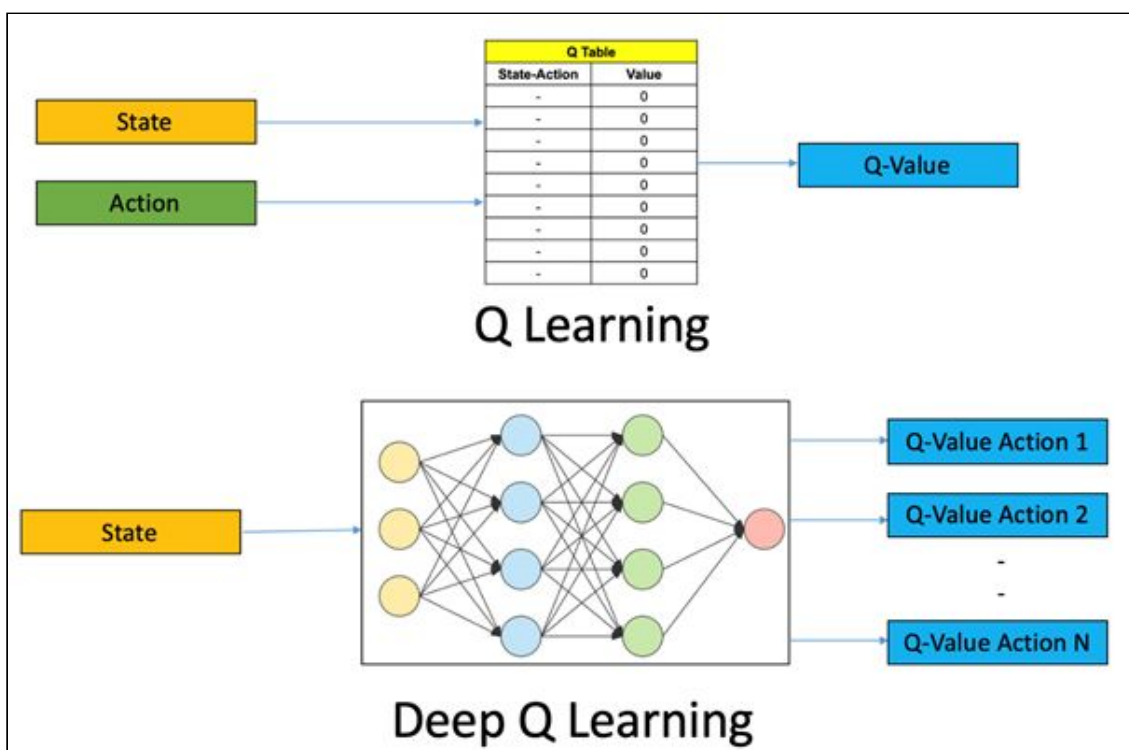 Q Table
State-Action Value
- 0
- 0
- 0
- 0
- 0
- 0
- 0
- 0
- 0
State
Action
Q-Value
Q Learning
State
Q-Value Action 1
Q-Value Action 2
-
-
Q-Value Action N
Deep Q Learning